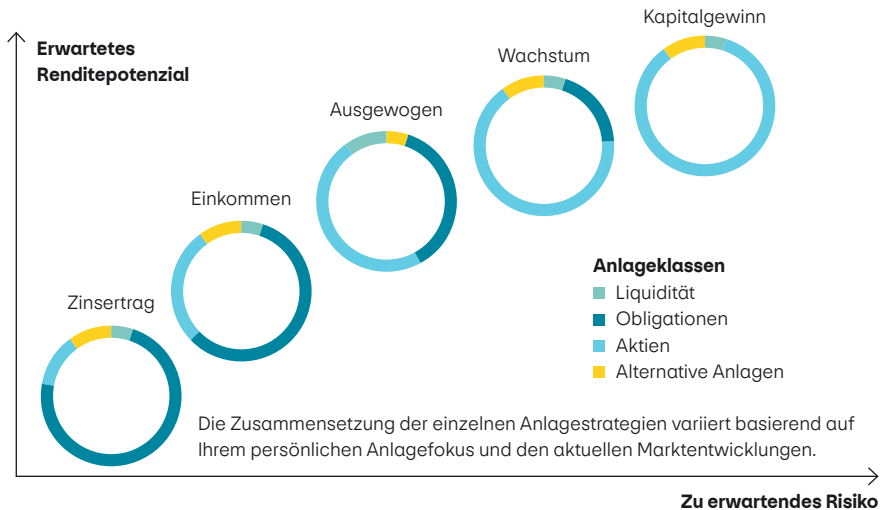 Erwartetes
Renditepotenzial
Kapitalgewinn
Wachstum
Ausgewogen
Einkommen
Zinsertrag
Anlageklassen
Liquidität
Obligationen
Aktien
Alternative Anlagen
Die Zusammensetzung der einzelnen Anlagestrategien variiert basierend auf
Ihrem persönlichen Anlagefokus und den aktuellen Marktentwicklungen.
Zu erwartendes Risiko